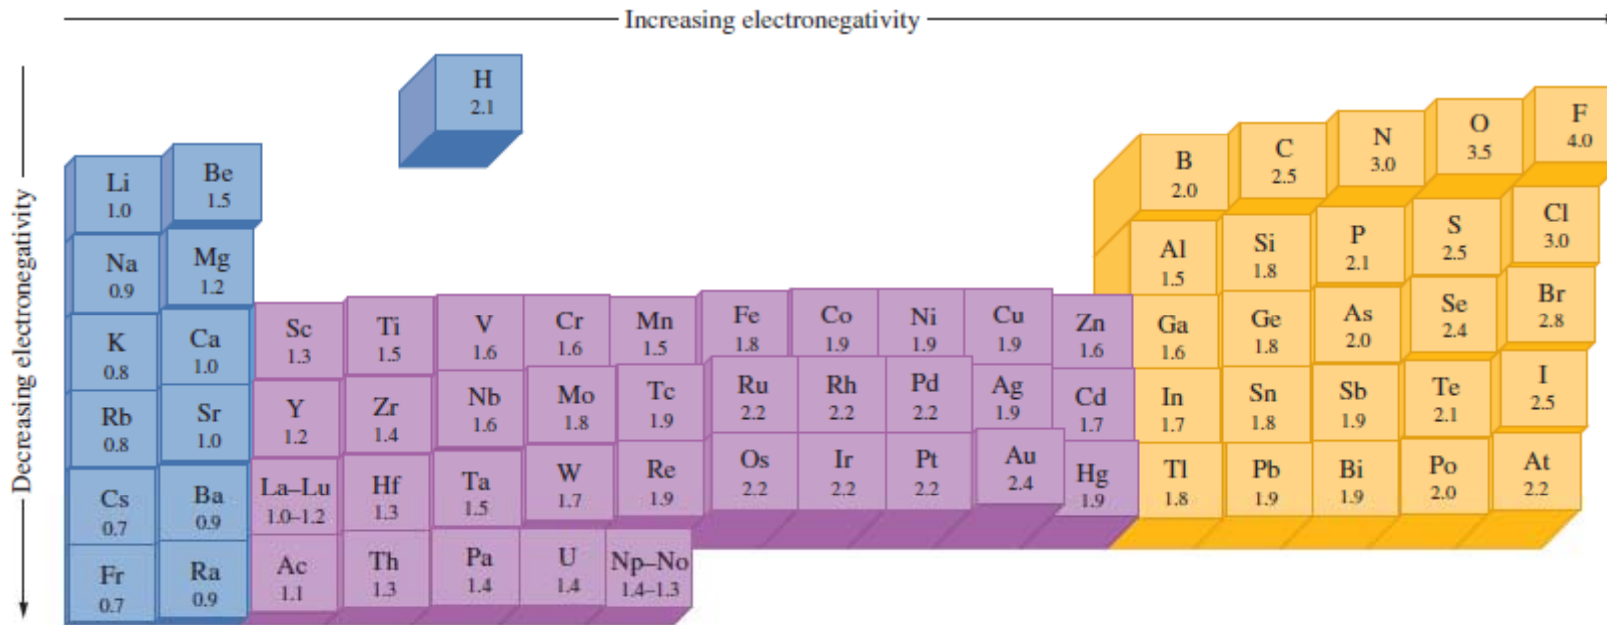 Increasing electronegativity
Decreasing electronegativity
H
2.1
Li
1.0
Be
1.5
B
2.0
C
2.5
N
3.0
O
3.5
F
4.0
Na
0.9
Mg
1.2
Al
1.5
Si
1.8
P
2.1
S
2.5
Cl
3.0
K
0.8
Ca
1.0
Sc
1.3
Ti
1.5
V
1.6
Cr
1.6
Mn
1.5
Fe
1.8
Co
1.9
Ni
1.9
Cu
1.9
Zn
1.6
Ga
1.6
Ge
1.8
As
2.0
Se
2.4
Br
2.8
Rb
0.8
Sr
1.0
Y
1.2
Zr
1.4
Nb
1.6
Mo
1.8
Tc
1.9
Ru
2.2
Rh
2.2
Pd
2.2
Ag
1.9
Cd
1.7
In
1.7
Sn
1.8
Sb
1.9
Te
2.1
I
2.5
Cs
0.7
Ba
0.9
La–Lu
1.0–1.2
Hf
1.3
Ta
1.5
W
1.7
Re
1.9
Os
2.2
Ir
2.2
Pt
2.2
Au
2.4
Hg
1.9
Tl
1.8
Pb
1.9
Bi
1.9
Po
2.0
At
2.2
Fr
0.7
Ra
0.9
Ac
1.1
Th
1.3
Pa
1.4
U
1.4
Np–No
1.4–1.3